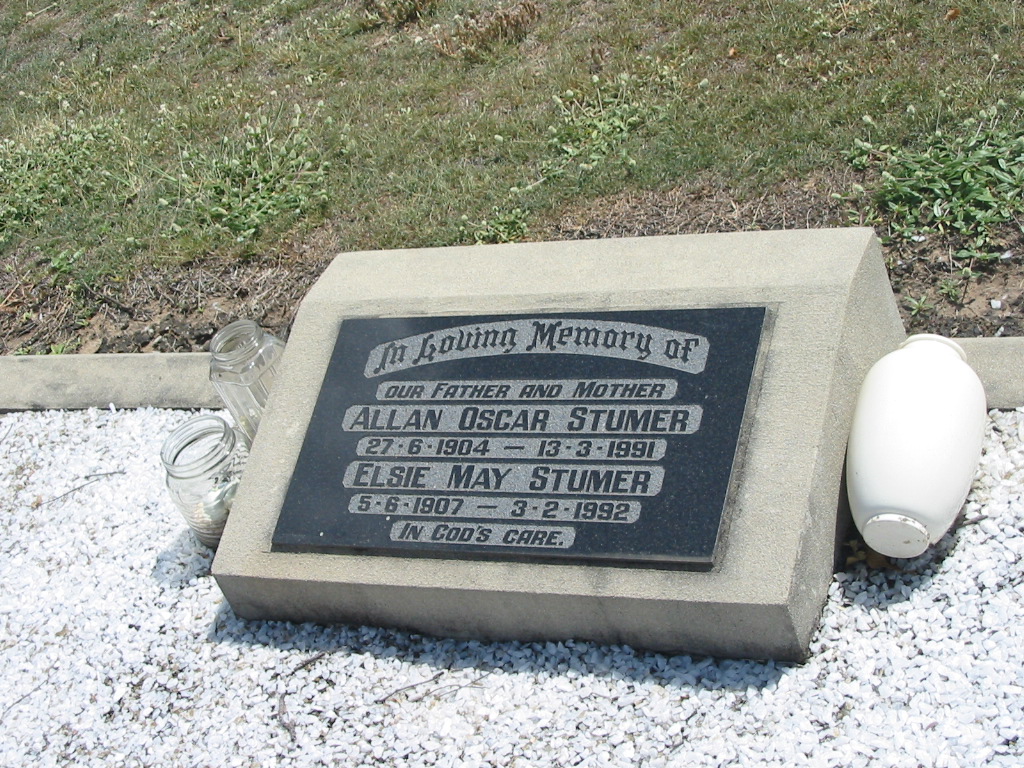 In Loving Memory of
OUR FATHER AND MOTHER
ALLAN OSCAR STUMER
27-6-1904 — 13-3-1991
ELSIE MAY STUMER
5-6-1907 — 3-2-1992
IN GOD'S CARE.